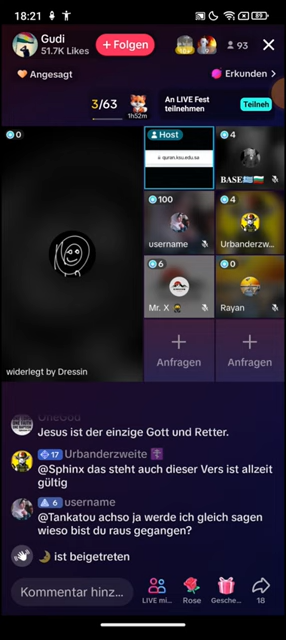 18:21
89
Gudi
51.7K Likes
+ Folgen
93
Angesagt
Erkunden >
3/63
1h52m
An LIVE Fest
teilnehmen
Teilneh
0
Host
quran.ksu.edu.sa
4
BASE
100
username
4
Urbanderzw...
6
Mr. X
0
Rayan
widerlegt by Dressin
Anfragen
Anfragen
OneGod
Jesus ist der einzige Gott und Retter.
17 Urbanderzweite
@Sphinx das steht auch dieser Vers ist allzeit
gültig
6 username
@Tankatou achso ja werde ich gleich sagen
wieso bist du raus gegangen?
🌙 ist beigetreten
Kommentar hinz...
LIVE mi...
Rose
Gesche...
18